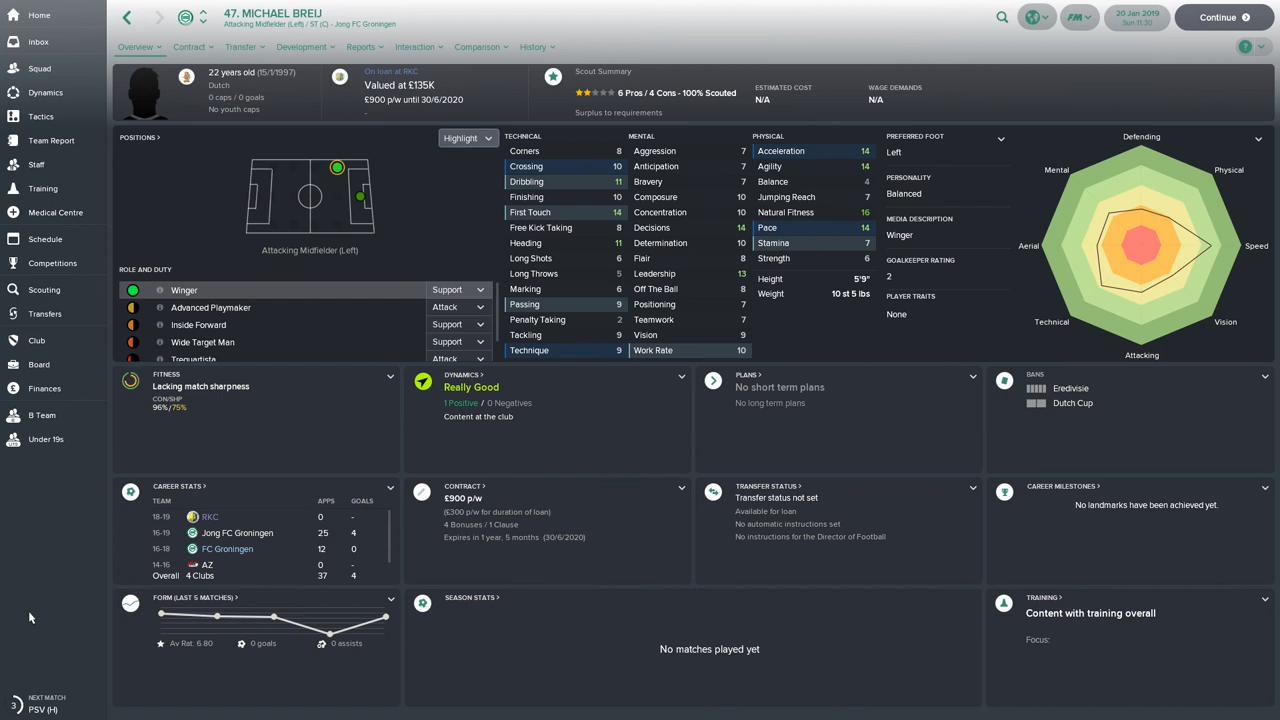 Home
Inbox
Squad
Dynamics
Tactics
Team Report
Staff
Training
Medical Centre
Schedule
Competitions
Scouting
Transfers
Club
Board
Finances
B Team
Under 19s
3
NEXT MATCH
PSV (H)
47. MICHAEL BREIJ
Attacking Midfielder (Left) / ST (C) - Jong FC Groningen
FM
20 Jan 2019
Sun 11:30
Continue
Overview Contract Transfer Development Reports Interaction Comparison History
?
22 years old (15/1/1997)
Dutch
0 caps / 0 goals
No youth caps
On loan at RKC
Valued at £135K
£900 p/w until 30/6/2020
-
Scout Summary
6 Pros / 4 Cons - 100% Scouted
Surplus to requirements
ESTIMATED COST
N/A
WAGE DEMANDS
N/A
POSITIONS >
Highlight
Attacking Midfielder (Left)
ROLE AND DUTY
Winger Support
Advanced Playmaker Attack
Inside Forward Support
Wide Target Man Support
Trequartista Attack
TECHNICAL
Corners 8
Crossing 10
Dribbling 11
Finishing 10
First Touch 14
Free Kick Taking 8
Heading 11
Long Shots 6
Long Throws 5
Marking 6
Passing 9
Penalty Taking 2
Tackling 9
Technique 9
MENTAL
Aggression 7
Anticipation 7
Bravery 7
Composure 10
Concentration 10
Decisions 14
Determination 10
Flair 8
Leadership 13
Off The Ball 8
Positioning 7
Teamwork 7
Vision 9
Work Rate 10
PHYSICAL
Acceleration 14
Agility 14
Balance 4
Jumping Reach 7
Natural Fitness 16
Pace 14
Stamina 7
Strength 6
Height 5'9"
Weight 10 st 5 lbs
PREFERRED FOOT
Left
PERSONALITY
Balanced
MEDIA DESCRIPTION
Winger
GOALKEEPER RATING
2
PLAYER TRAITS
None
Defending
Physical
Speed
Vision
Attacking
Technical
Aerial
Mental
FITNESS
Lacking match sharpness
CON/SHP
96%/75%
DYNAMICS >
Really Good
1 Positive / 0 Negatives
Content at the club
PLANS >
No short term plans
No long term plans
BANS
Eredivisie
Dutch Cup
CAREER STATS >
TEAM APPS GOALS
18-19 RKC 0 -
16-19 Jong FC Groningen 25 4
16-18 FC Groningen 12 0
14-16 AZ 0 -
Overall 4 Clubs 37 4
CONTRACT >
£900 p/w
(£300 p/w for duration of loan)
4 Bonuses / 1 Clause
Expires in 1 year, 5 months (30/6/2020)
TRANSFER STATUS >
Transfer status not set
Available for loan
No automatic instructions set
No instructions for the Director of Football
CAREER MILESTONES >
No landmarks have been achieved yet.
FORM (LAST 5 MATCHES) >
Av Rat: 6.80 0 goals 0 assists
SEASON STATS >
No matches played yet
TRAINING >
Content with training overall
Focus: